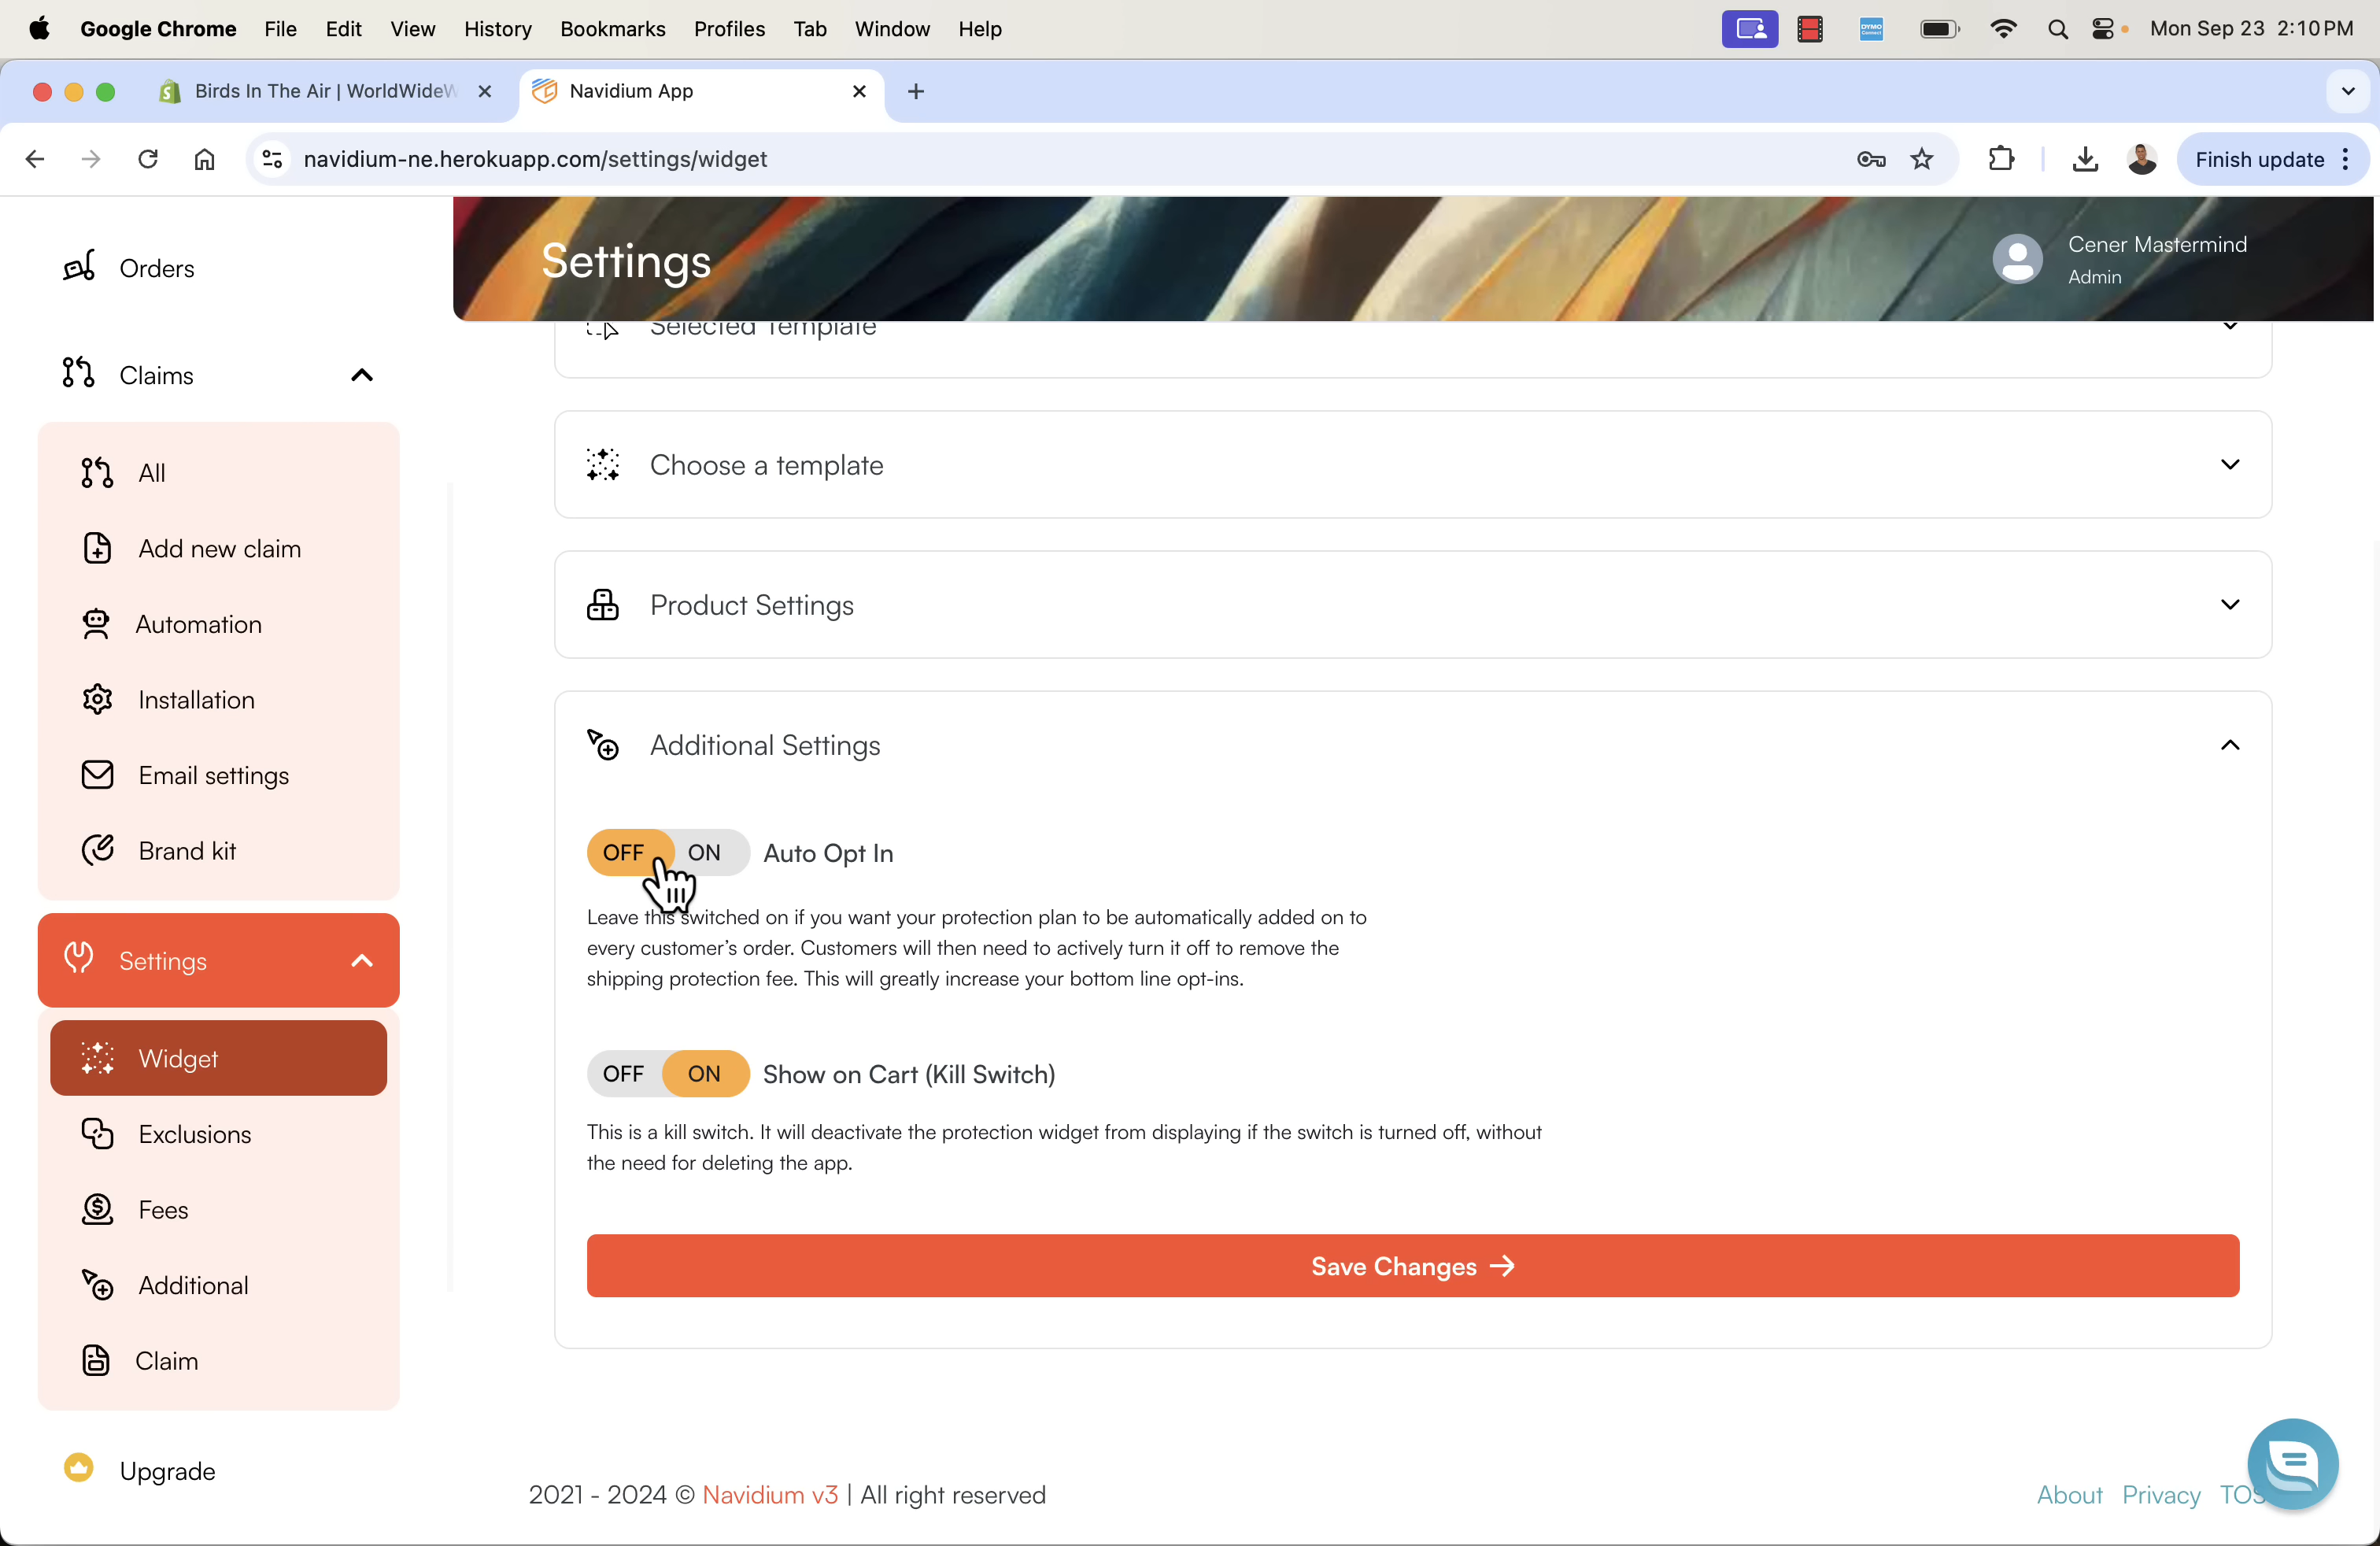 Google Chrome File Edit View History Bookmarks Profiles Tab Window Help
DYMO
Connect
Mon Sep 23 2:10 PM
Birds In The Air | WorldWideW
Navidium App
navidium-ne.herokuapp.com/settings/widget
Finish update
Settings
Cener Mastermind
Admin
Orders
Claims
All
Add new claim
Automation
Installation
Email settings
Brand kit
Settings
Widget
Exclusions
Fees
Additional
Claim
Upgrade
Selected Template
Choose a template
Product Settings
Additional Settings
OFF ON Auto Opt In
Leave this switched on if you want your protection plan to be automatically added on to
every customer's order. Customers will then need to actively turn it off to remove the
shipping protection fee. This will greatly increase your bottom line opt-ins.
OFF ON Show on Cart (Kill Switch)
This is a kill switch. It will deactivate the protection widget from displaying if the switch is turned off, without
the need for deleting the app.
Save Changes →
2021 - 2024 © Navidium v3 | All right reserved
About Privacy TOS